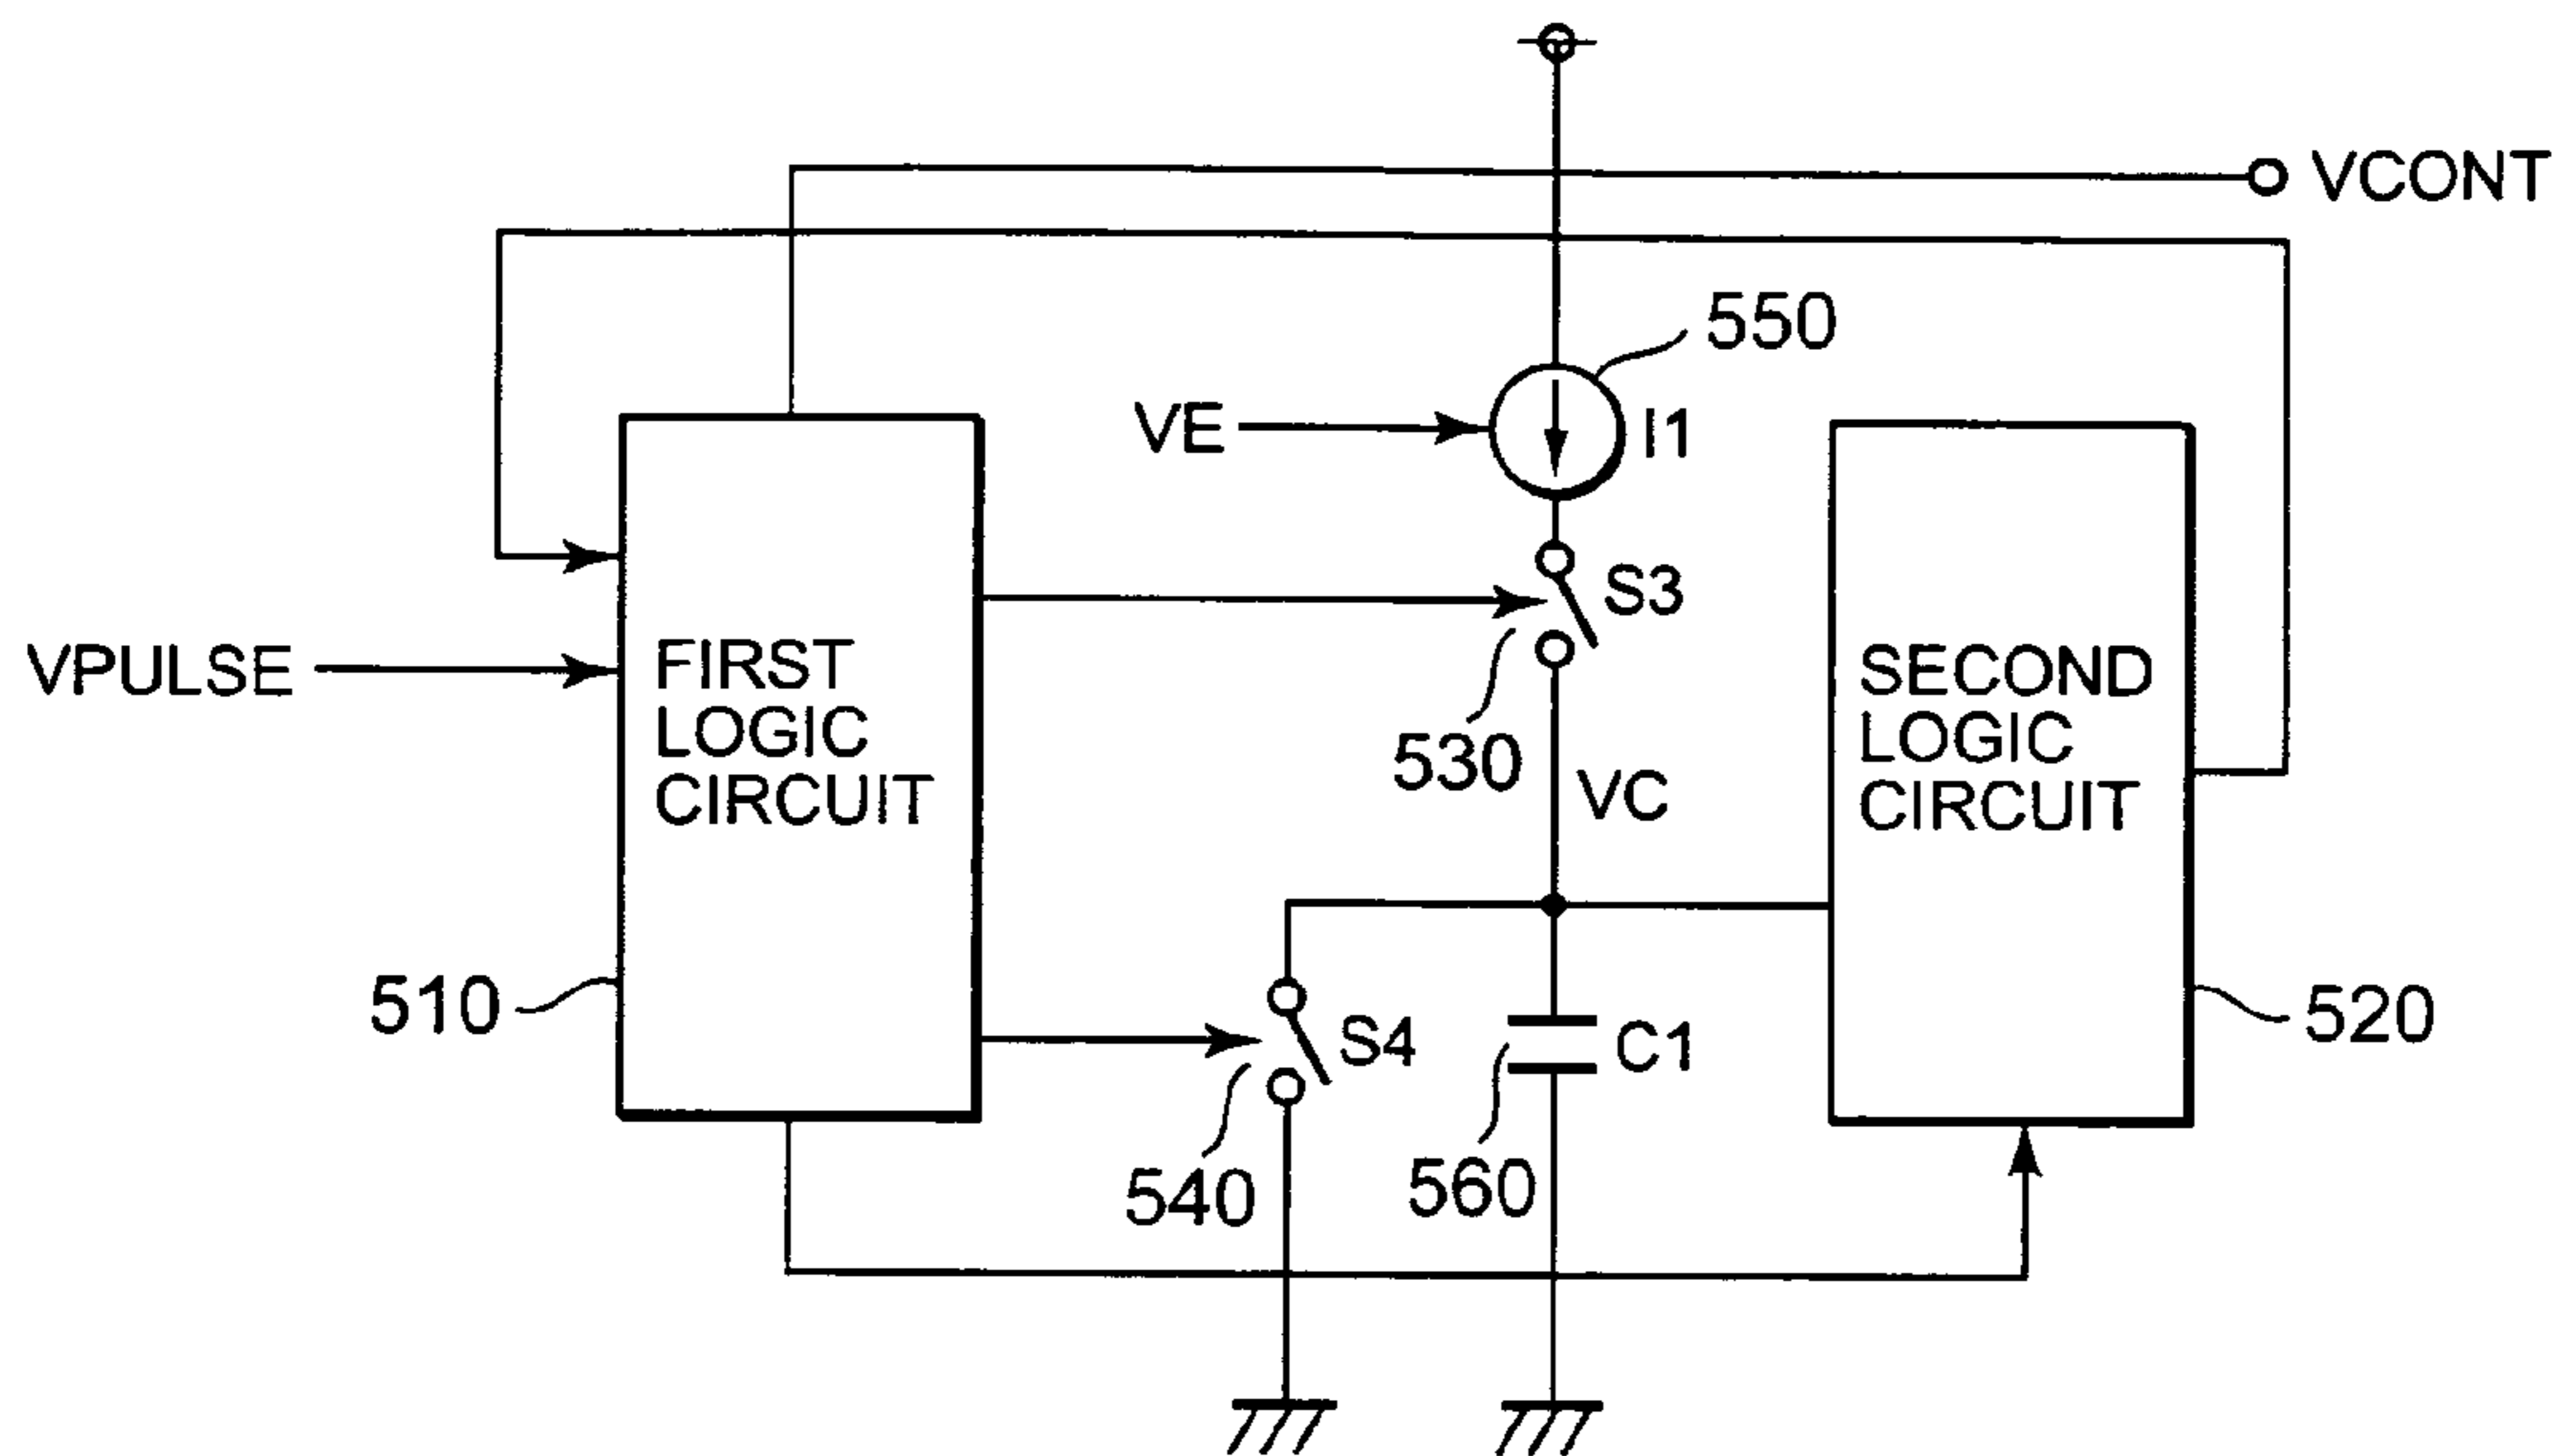 VCONT
550
VE
I1
S3
VPULSE
FIRST
LOGIC
CIRCUIT
SECOND
LOGIC
CIRCUIT
530
VC
510
S4
C1
520
540
560